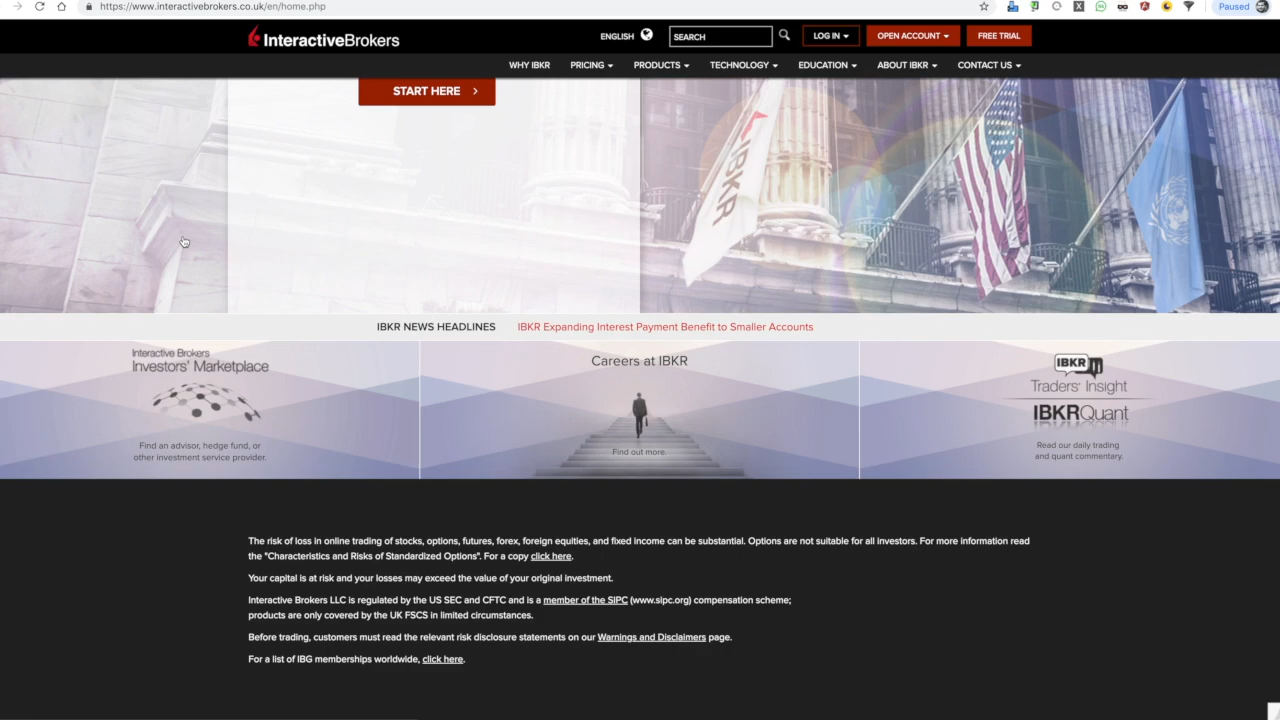 https://www.interactivebrokers.co.uk/en/home.php
Paused
InteractiveBrokers
ENGLISH
SEARCH
LOG IN
OPEN ACCOUNT
FREE TRIAL
WHY IBKR
PRICING
PRODUCTS
TECHNOLOGY
EDUCATION
ABOUT IBKR
CONTACT US
START HERE
IBKR
IBKR NEWS HEADLINES
IBKR Expanding Interest Payment Benefit to Smaller Accounts
Interactive Brokers
Investors' Marketplace
Find an advisor, hedge fund, or
other investment service provider.
Careers at IBKR
Find out more.
IBKR
Traders' Insight
IBKRQuant
Read our daily trading
and quant commentary.
The risk of loss in online trading of stocks, options, futures, forex, foreign equities, and fixed income can be substantial. Options are not suitable for all investors. For more information read
the "Characteristics and Risks of Standardized Options". For a copy click here.
Your capital is at risk and your losses may exceed the value of your original investment.
Interactive Brokers LLC is regulated by the US SEC and CFTC and is a member of the SIPC (www.sipc.org) compensation scheme;
products are only covered by the UK FSCS in limited circumstances.
Before trading, customers must read the relevant risk disclosure statements on our Warnings and Disclaimers page.
For a list of IBG memberships worldwide, click here.